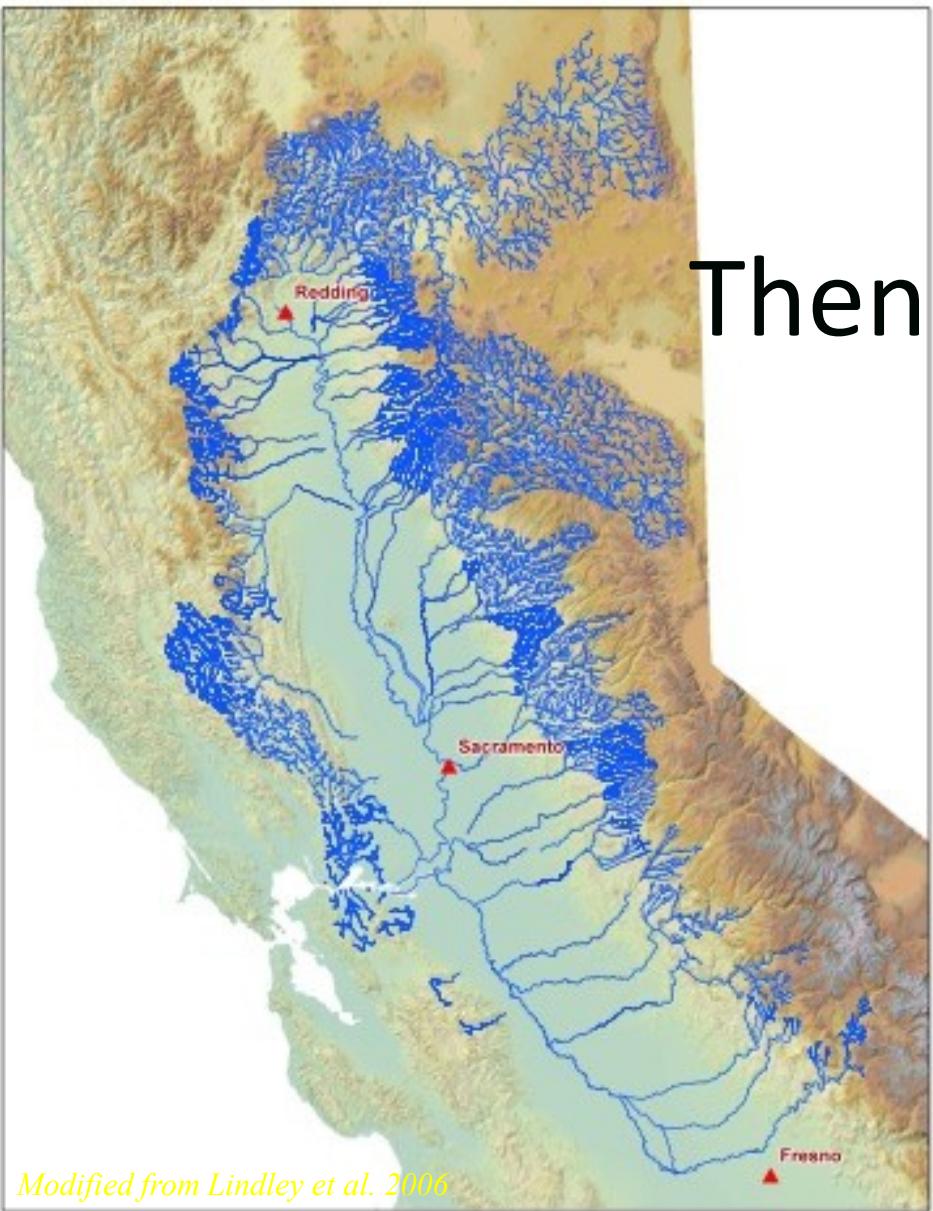 Then
Redding
Sacramento
Fresno
Modified from Lindley et al. 2006